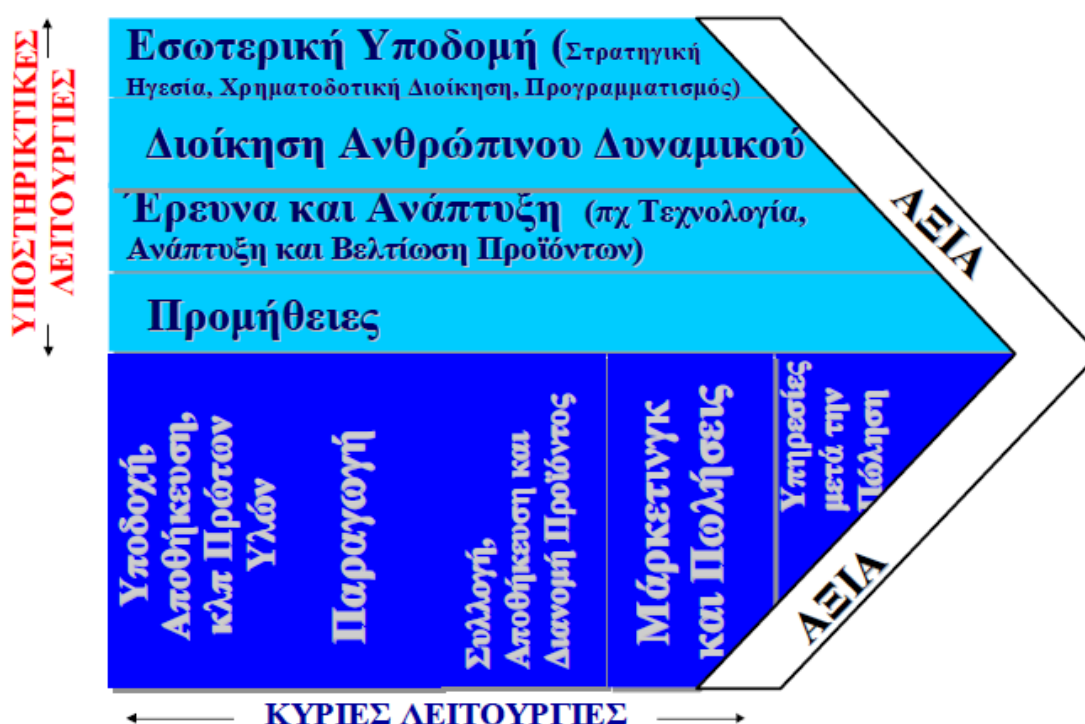 ΥΠΟΣΤΗΡΙΚΤΙΚΕΣ
ΛΕΙΤΟΥΡΓΙΕΣ
Εσωτερική Υποδομή (Στρατηγική
Ηγεσία, Χρηματοδοτική Διοίκηση, Προγραμματισμός)
Διοίκηση Ανθρώπινου Δυναμικού
Έρευνα και Ανάπτυξη (πχ Τεχνολογία,
Ανάπτυξη και Βελτίωση Προϊόντων)
Προμήθειες
ΑΞΙΑ
Υποδοχή,
Αποθήκευση,
κλπ Πρώτων
Υλών
Παραγωγή
Συλλογή,
Αποθήκευση και
Διανομή Προϊόντος
Μάρκετινγκ
και Πωλήσεις
Υπηρεσίες
μετά την
Πώληση
ΑΞΙΑ
ΚΥΡΙΕΣ ΛΕΙΤΟΥΡΓΙΕΣ